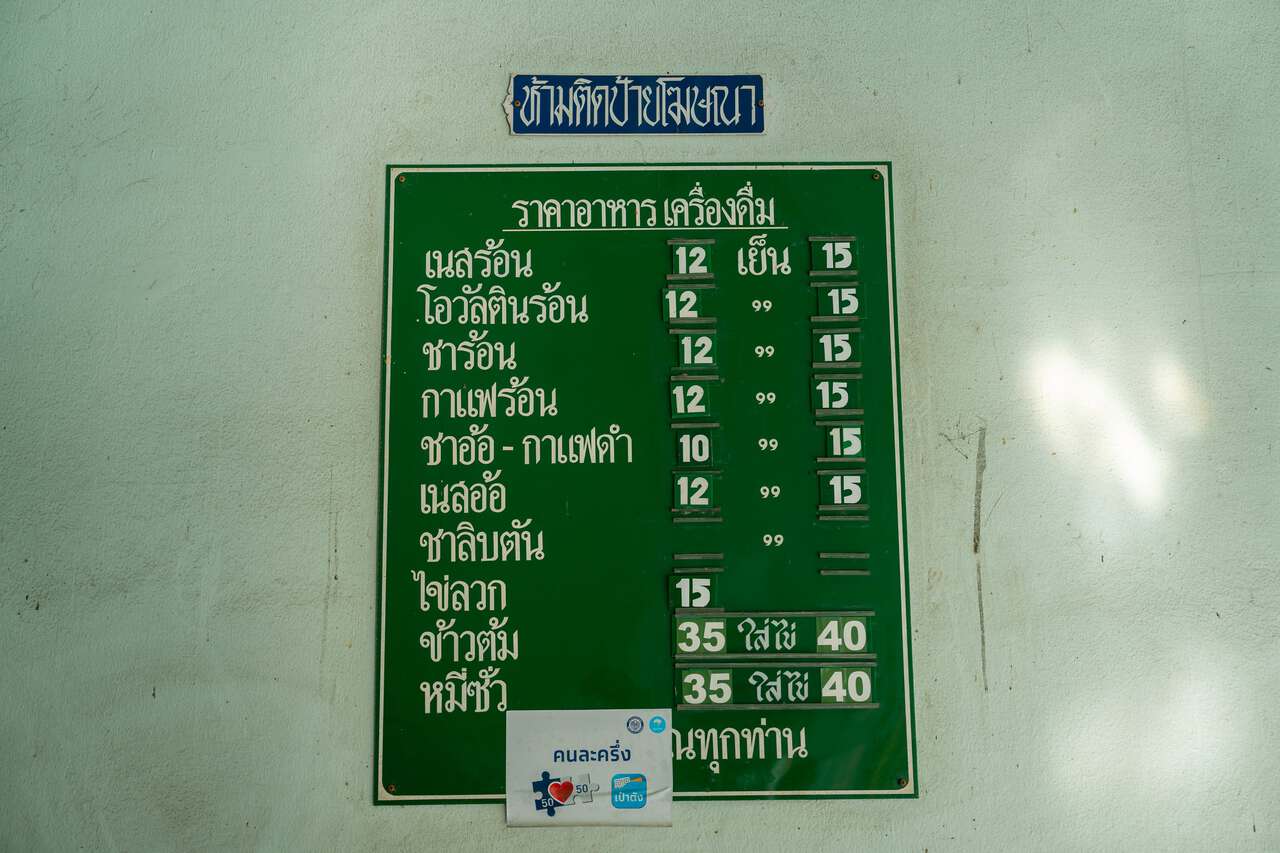 ห้ามติดป้ายโฆษณา
ราคาอาหาร เครื่องดื่ม
เนสร้อน 12 เย็น 15
โอวัลตินร้อน 12 ,, 15
ชาร้อน 12 ,, 15
กาแฟร้อน 12 ,, 15
ชาอ้อ - กาแฟดำ 10 ,, 15
เนสออ้ 12 ,, 15
ชาลิบตัน ,,
ไข่ลวก 15
ข้าวต้ม 35 ใส่ไข่ 40
หมี่ซั่ว 35 ใส่ไข่ 40
ณทุกท่าน
คนละครึ่ง
50 50
เป๋าตัง